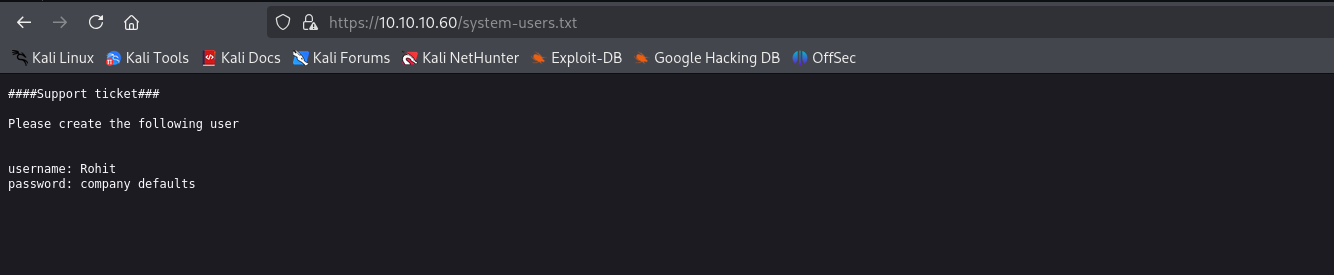 https://10.10.10.60/system-users.txt
Kali Linux Kali Tools Kali Docs Kali Forums Kali NetHunter Exploit-DB Google Hacking DB OffSec
####Support ticket###
Please create the following user
username: Rohit
password: company defaults